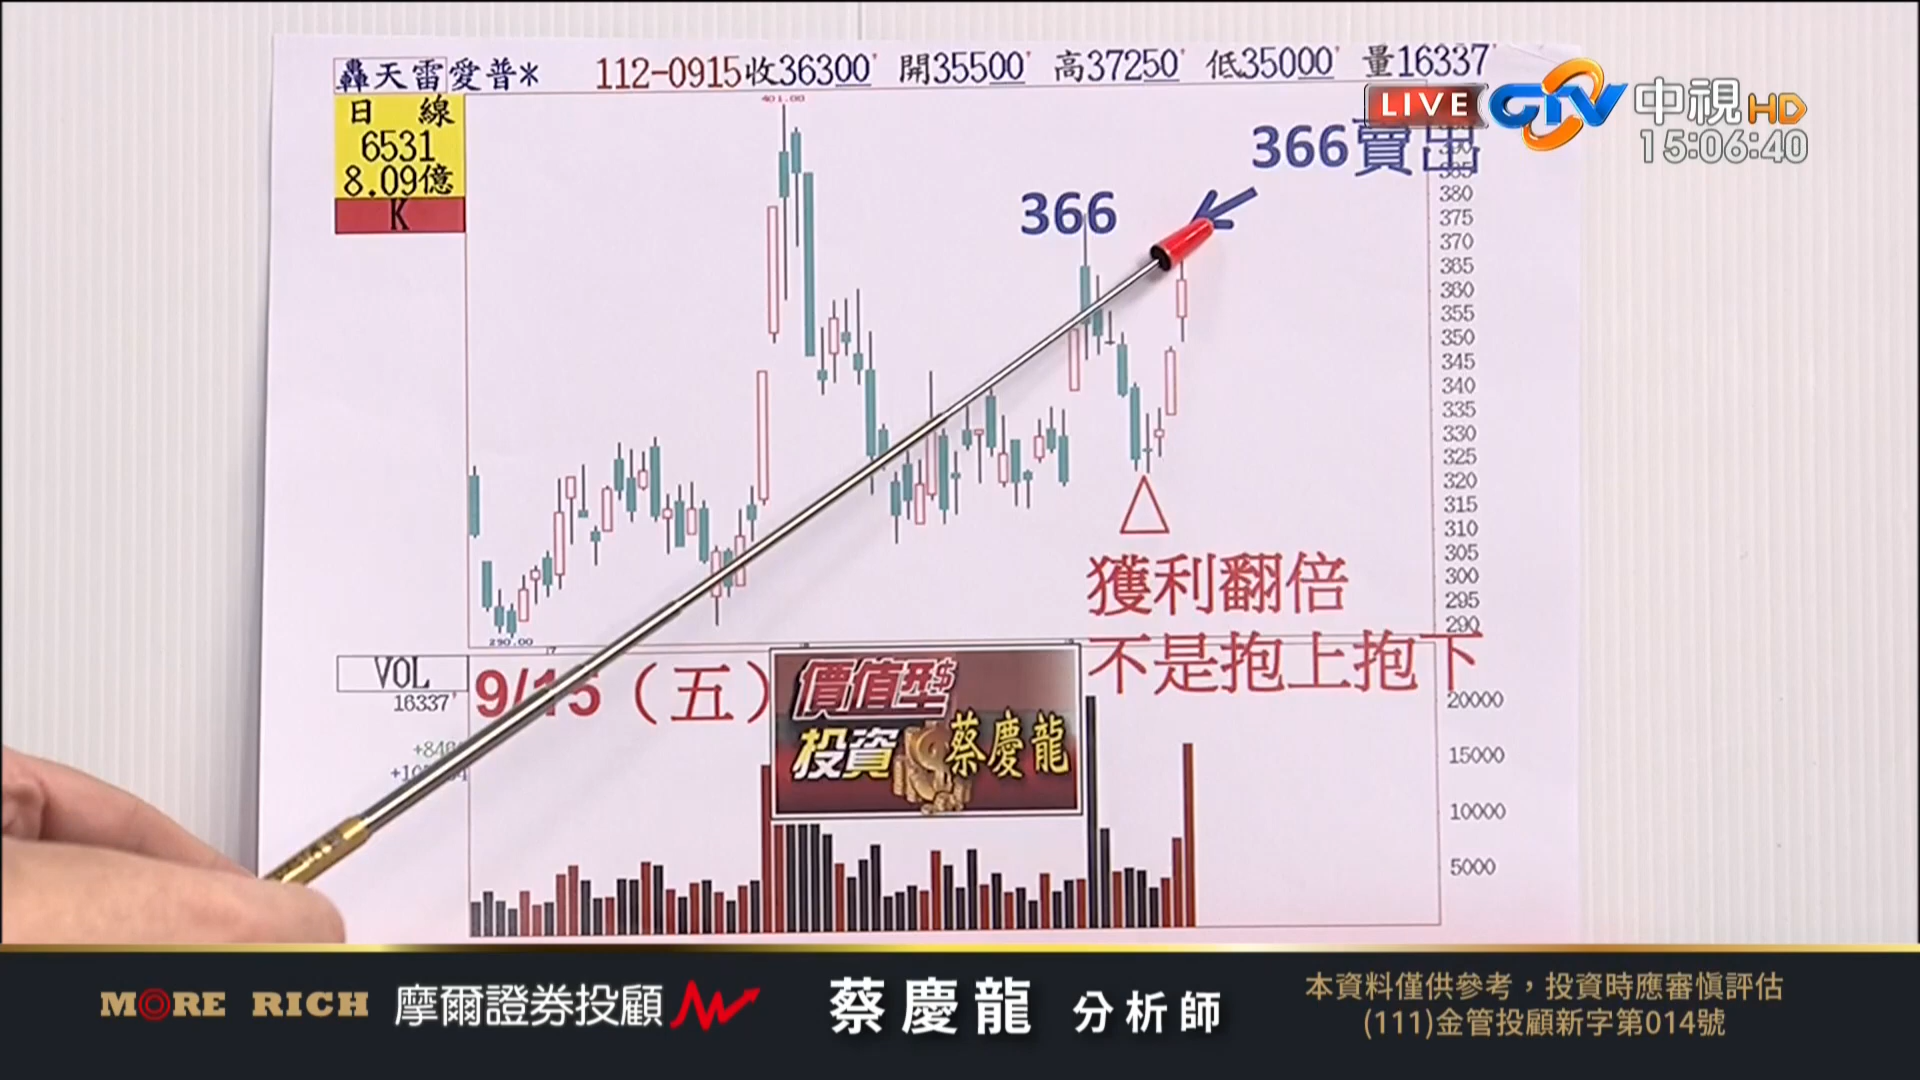 轟天雷愛普* 112-0915收36300' 開35500' 高37250' 低35000' 量16337'
日 線
6531
8.09億
K
401.00
LIVE CTV 中視HD
15:06:40
366賣出
366
390
385
380
375
370
365
360
355
350
345
340
335
330
325
320
315
310
305
300
295
290
290.00
獲利翻倍
不是抱上抱下
VOL
16337'
9/15（五）
價值型$
投資 蔡慶龍
20000
15000
10000
5000
MORE RICH 摩爾證券投顧 蔡慶龍 分析師
本資料僅供參考，投資時應審慎評估
(111)金管投顧新字第014號